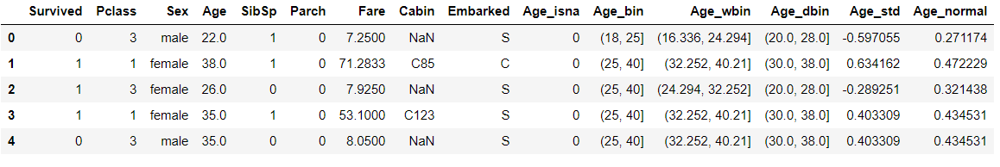 Survived Pclass Sex Age SibSp Parch Fare Cabin Embarked Age_isna Age_bin Age_wbin Age_dbin Age_std Age_normal
0 0 3 male 22.0 1 0 7.2500 NaN S 0 (18, 25] (16.336, 24.294] (20.0, 28.0] -0.597055 0.271174
1 1 1 female 38.0 1 0 71.2833 C85 C 0 (25, 40] (32.252, 40.21] (30.0, 38.0] 0.634162 0.472229
2 1 3 female 26.0 0 0 7.9250 NaN S 0 (25, 40] (24.294, 32.252] (20.0, 28.0] -0.289251 0.321438
3 1 1 female 35.0 1 0 53.1000 C123 S 0 (25, 40] (32.252, 40.21] (30.0, 38.0] 0.403309 0.434531
4 0 3 male 35.0 0 0 8.0500 NaN S 0 (25, 40] (32.252, 40.21] (30.0, 38.0] 0.403309 0.434531